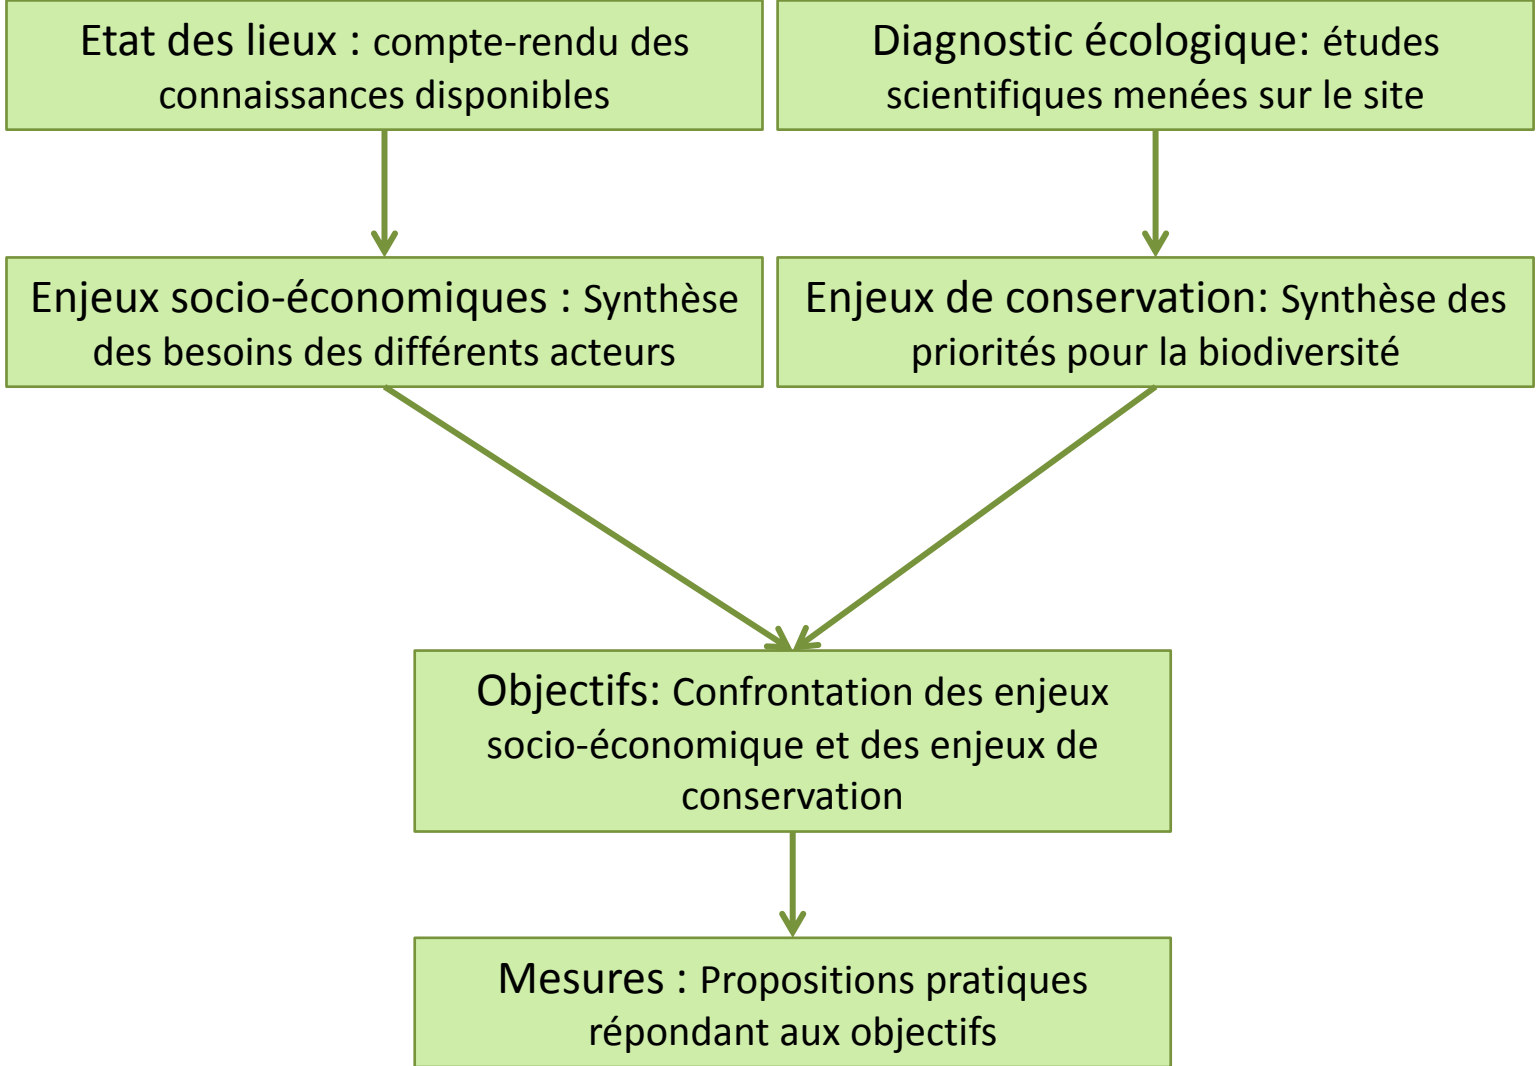 Etat des lieux : compte-rendu des
connaissances disponibles
Diagnostic écologique: études
scientifiques menées sur le site
Enjeux socio-économiques : Synthèse
des besoins des différents acteurs
Enjeux de conservation: Synthèse des
priorités pour la biodiversité
Objectifs: Confrontation des enjeux
socio-économique et des enjeux de
conservation
Mesures : Propositions pratiques
répondant aux objectifs